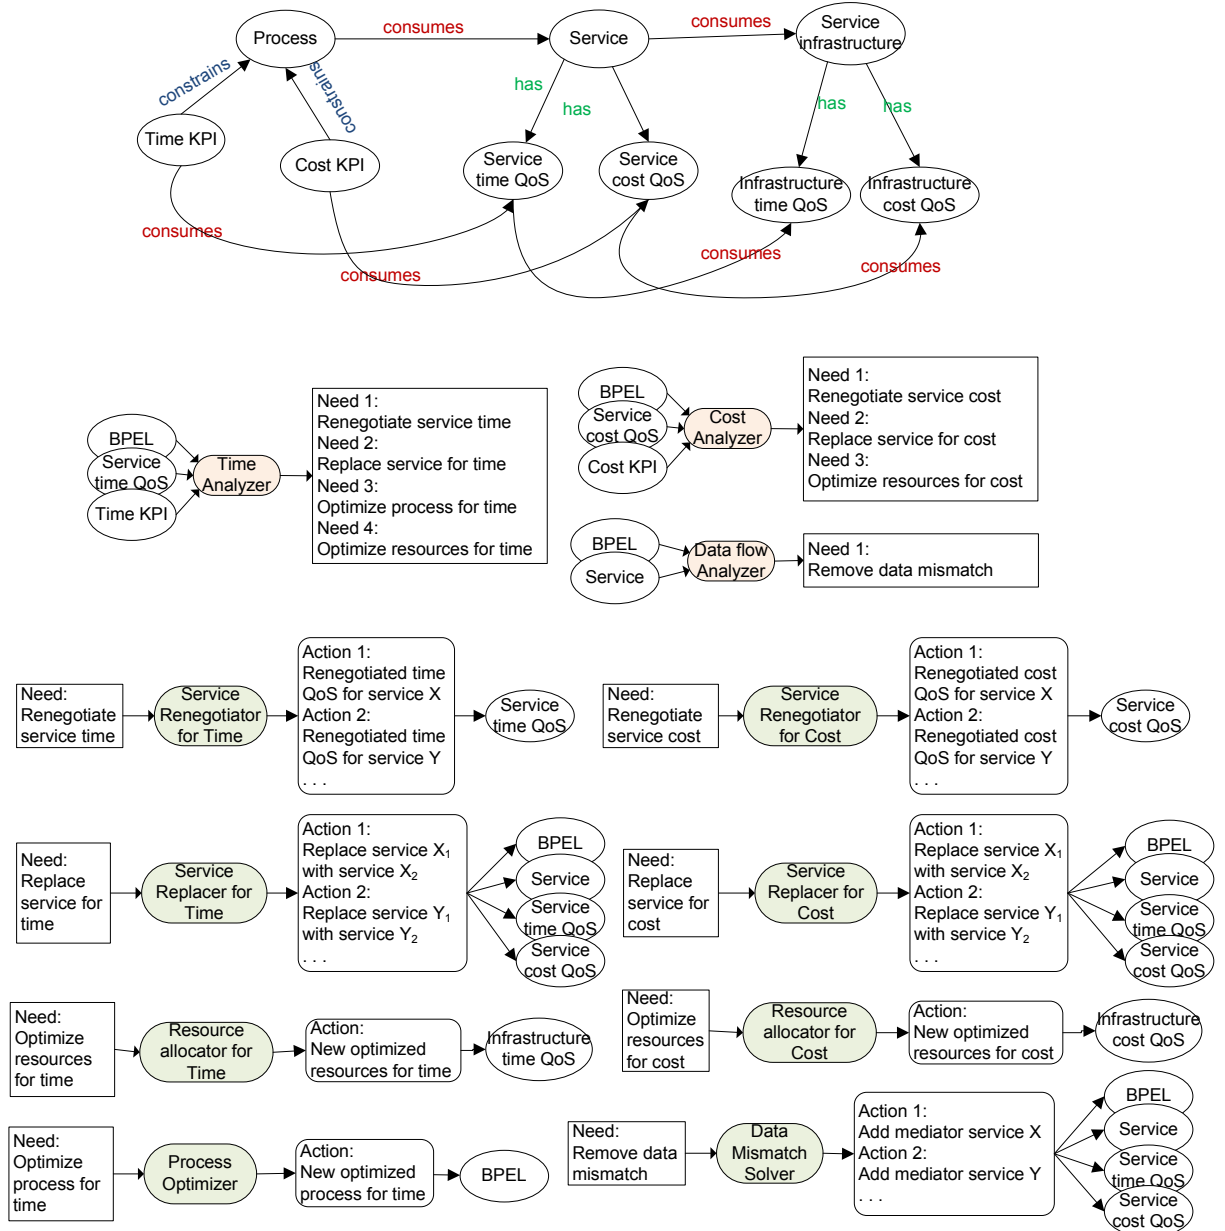 Process
consumes
Service
consumes
Service
infrastructure
constrains
constrains
has
has
has
has
Time KPI
Cost KPI
Service
time QoS
Service
cost QoS
Infrastructure
time QoS
Infrastructure
cost QoS
consumes
consumes
consumes
consumes
BPEL
Service
time QoS
Time KPI
Time
Analyzer
Need 1:
Renegotiate service time
Need 2:
Replace service for time
Need 3:
Optimize process for time
Need 4:
Optimize resources for time
BPEL
Service
cost QoS
Cost KPI
Cost
Analyzer
Need 1:
Renegotiate service cost
Need 2:
Replace service for cost
Need 3:
Optimize resources for cost
BPEL
Service
Data flow
Analyzer
Need 1:
Remove data mismatch
Need:
Renegotiate
service time
Service
Renegotiator
for Time
Action 1:
Renegotiated time
QoS for service X
Action 2:
Renegotiated time
QoS for service Y
. . .
Service
time QoS
Need:
Renegotiate
service cost
Service
Renegotiator
for Cost
Action 1:
Renegotiated cost
QoS for service X
Action 2:
Renegotiated cost
QoS for service Y
. . .
Service
cost QoS
Need:
Replace
service for
time
Service
Replacer for
Time
Action 1:
Replace service X₁
with service X₂
Action 2:
Replace service Y₁
with service Y₂
. . .
BPEL
Service
Service
time QoS
Service
cost QoS
Need:
Replace
service for
cost
Service
Replacer for
Cost
Action 1:
Replace service X₁
with service X₂
Action 2:
Replace service Y₁
with service Y₂
. . .
BPEL
Service
Service
time QoS
Service
cost QoS
Need:
Optimize
resources
for time
Resource
allocator for
Time
Action:
New optimized
resources for time
Infrastructure
time QoS
Need:
Optimize
resources
for cost
Resource
allocator for
Cost
Action:
New optimized
resources for cost
Infrastructure
cost QoS
Need:
Optimize
process for
time
Process
Optimizer
Action:
New optimized
process for time
BPEL
Need:
Remove data
mismatch
Data
Mismatch
Solver
Action 1:
Add mediator service X
Action 2:
Add mediator service Y
. . .
BPEL
Service
Service
time QoS
Service
cost QoS